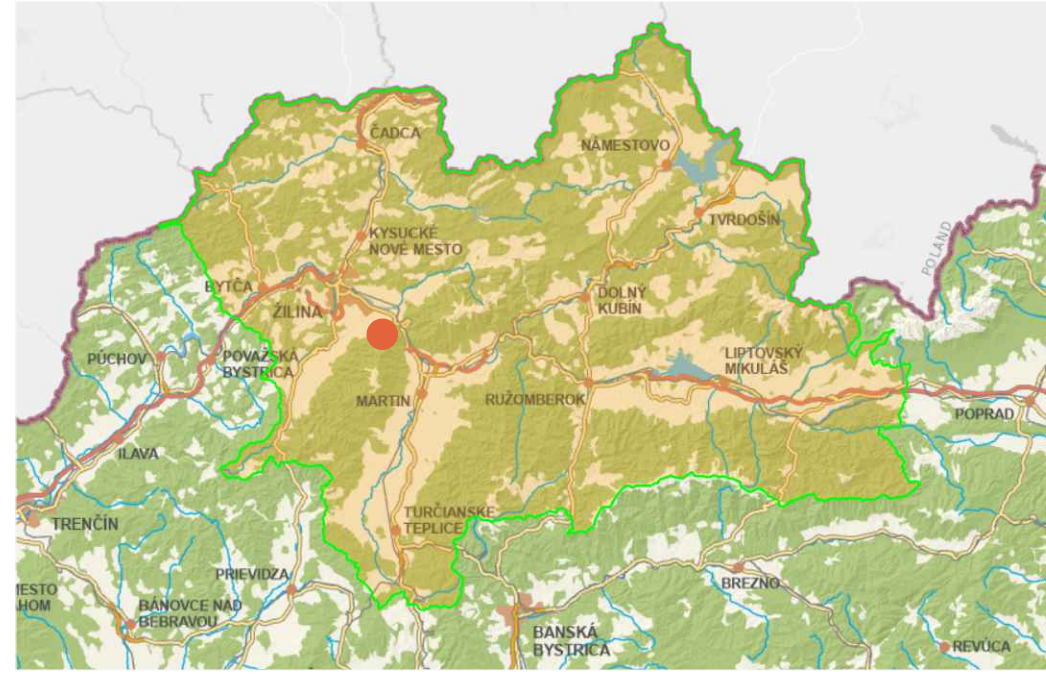 ČADCA
NÁMESTOVO
TVRDOŠÍN
KYSUCKÉ
NOVÉ MESTO
POLAND
BYTČA
ŽILINA
DOLNÝ
KUBÍN
PÚCHOV
POVAŽSKÁ
BYSTRICA
LIPTOVSKÝ
MIKULÁŠ
MARTIN
RUŽOMBEROK
POPRAD
ILAVA
TRENČÍN
TURČIANSKE
TEPLICE
PRIEVIDZA
BREZNO
MESTO
HOM
BÁNOVCE NAD
BEBRAVOU
BANSKÁ
BYSTRICA
REVÚCA